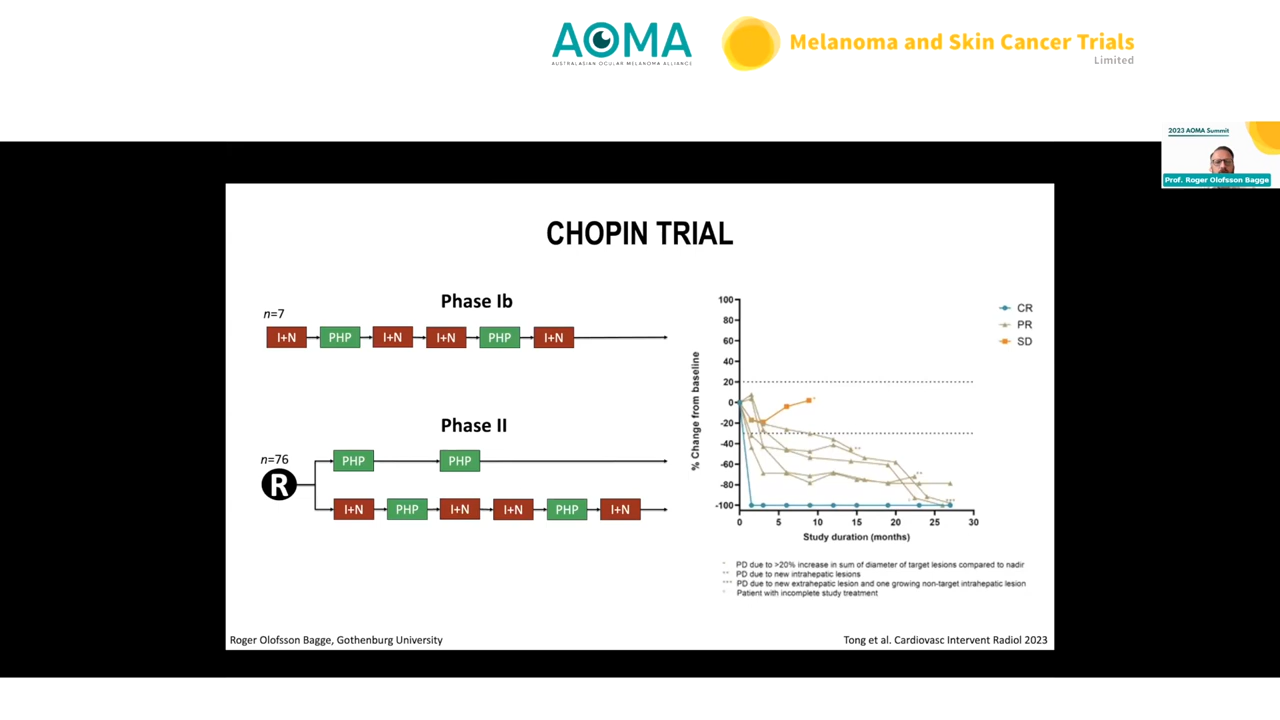 AOMA
AUSTRALASIAN OCULAR MELANOMA ALLIANCE
Melanoma and Skin Cancer Trials
Limited
2023 AOMA Summit
Prof. Roger Olofsson Bagge
CHOPIN TRIAL
Phase Ib
n=7
I+N PHP I+N I+N PHP I+N
Phase II
n=76
R
PHP PHP
I+N PHP I+N I+N PHP I+N
100
80
60
40
20
0
-20
-40
-60
-80
-100
% Change from baseline
0 5 10 15 20 25 30
Study duration (months)
CR
PR
SD
* PD due to >20% increase in sum of diameter of target lesions compared to nadir
** PD due to new intrahepatic lesions
*** PD due to new extrahepatic lesion and one growing non-target intrahepatic lesion
Patient with incomplete study treatment
Roger Olofsson Bagge, Gothenburg University
Tong et al. Cardiovasc Intervent Radiol 2023